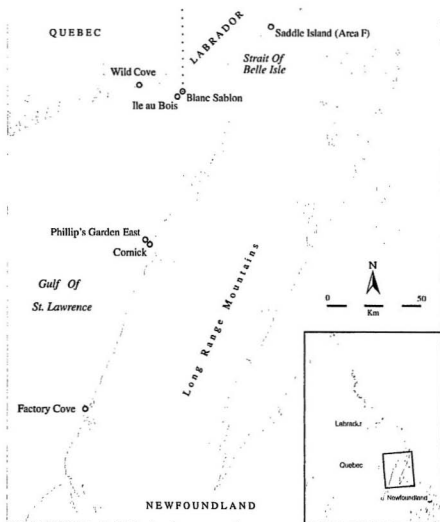 QUEBEC
LABRADOR
Saddle Island (Area F)
Strait Of
Belle Isle
Wild Cove
Ile au Bois
Blanc Sablon
Phillip's Garden East
Cornick
Gulf Of
St. Lawrence
Long Range Mountains
N
0 50
Km
Factory Cove
Labrador
Quebec
Newfoundland
NEWFOUNDLAND